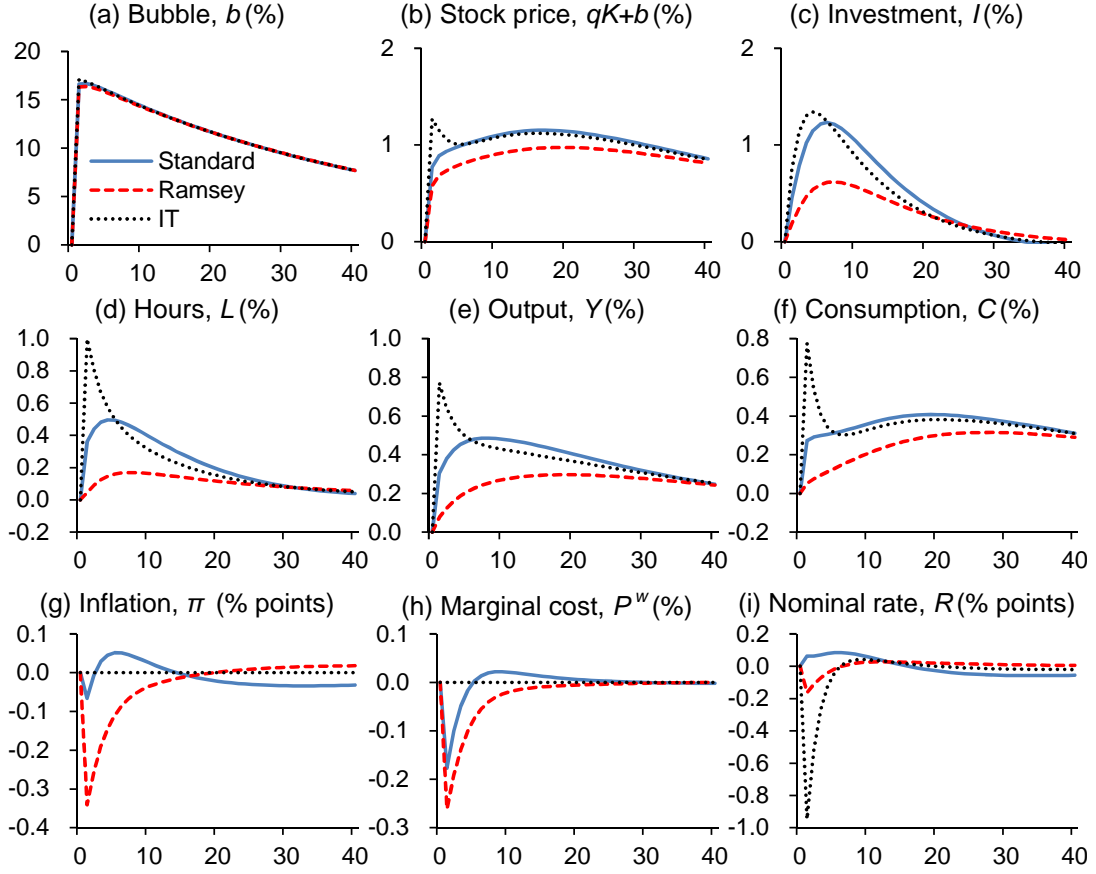 (a) Bubble, b (%)
(b) Stock price, qK+b (%)
(c) Investment, I (%)
20
15
10
5
0
0 10 20 30 40
Standard
Ramsey
IT
2
1
0
0 10 20 30 40
2
1
0
0 10 20 30 40
(d) Hours, L (%)
(e) Output, Y (%)
(f) Consumption, C (%)
1.0
0.8
0.6
0.4
0.2
0.0
-0.2
0 10 20 30 40
1.0
0.8
0.6
0.4
0.2
0.0
0 10 20 30 40
0.8
0.6
0.4
0.2
0.0
-0.2
0 10 20 30 40
(g) Inflation, π (% points)
(h) Marginal cost, P^w (%)
(i) Nominal rate, R (% points)
0.1
0.0
-0.1
-0.2
-0.3
-0.4
0 10 20 30 40
0.1
0.0
-0.1
-0.2
-0.3
0 10 20 30 40
0.2
0.0
-0.2
-0.4
-0.6
-0.8
-1.0
0 10 20 30 40